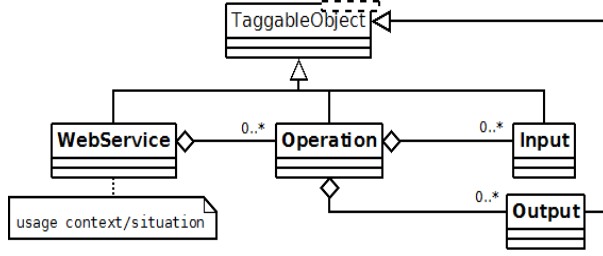 TaggableObject
WebService
0..*
Operation
0..*
Input
usage context/situation
0..*
Output